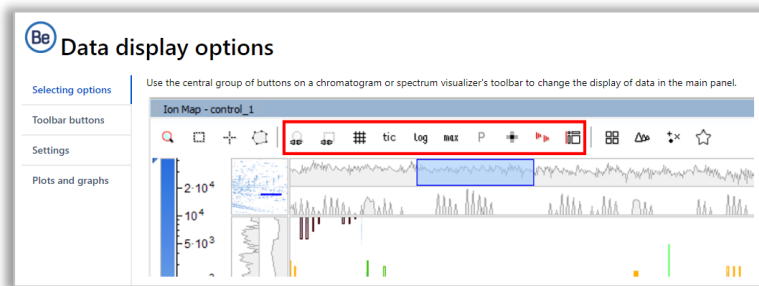 Be
Data display options
Selecting options
Toolbar buttons
Settings
Plots and graphs
Use the central group of buttons on a chromatogram or spectrum visualizer's toolbar to change the display of data in the main panel.
Ion Map - control_1
tic Log max P
2·10⁴
10⁴
5·10³